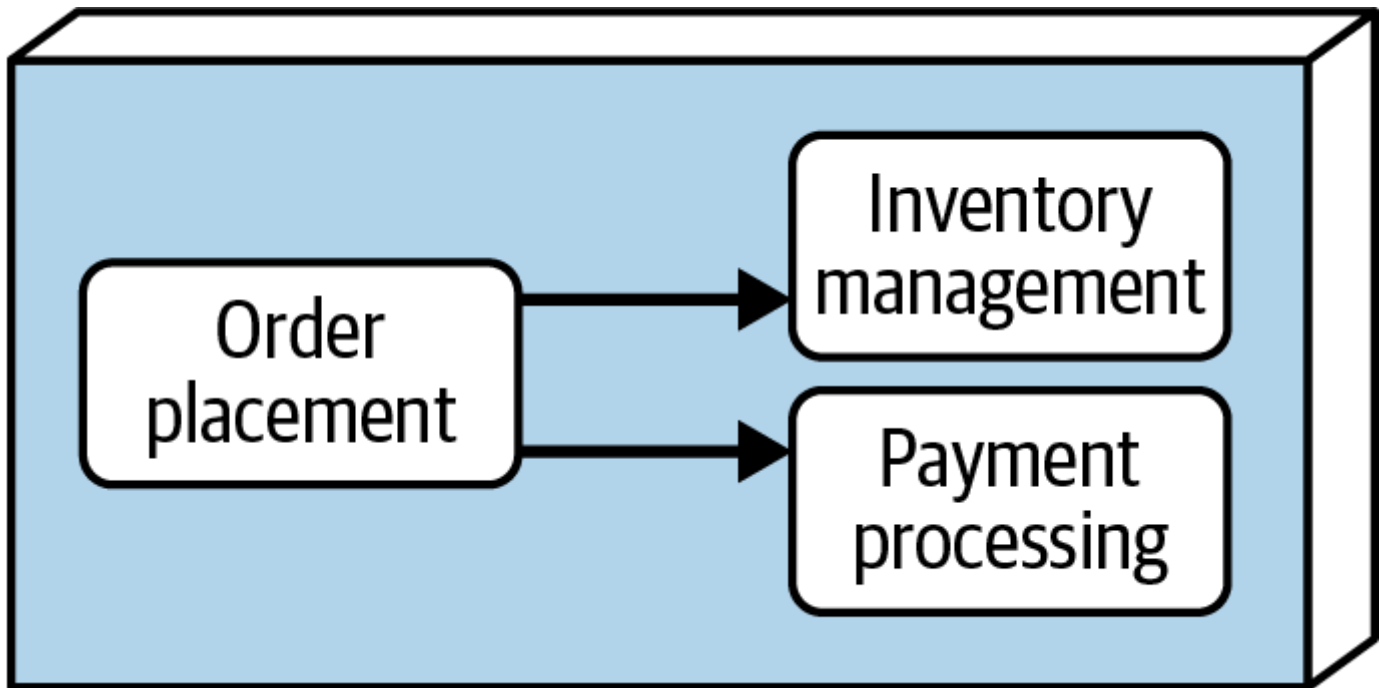 Order
placement
Inventory
management
Payment
processing